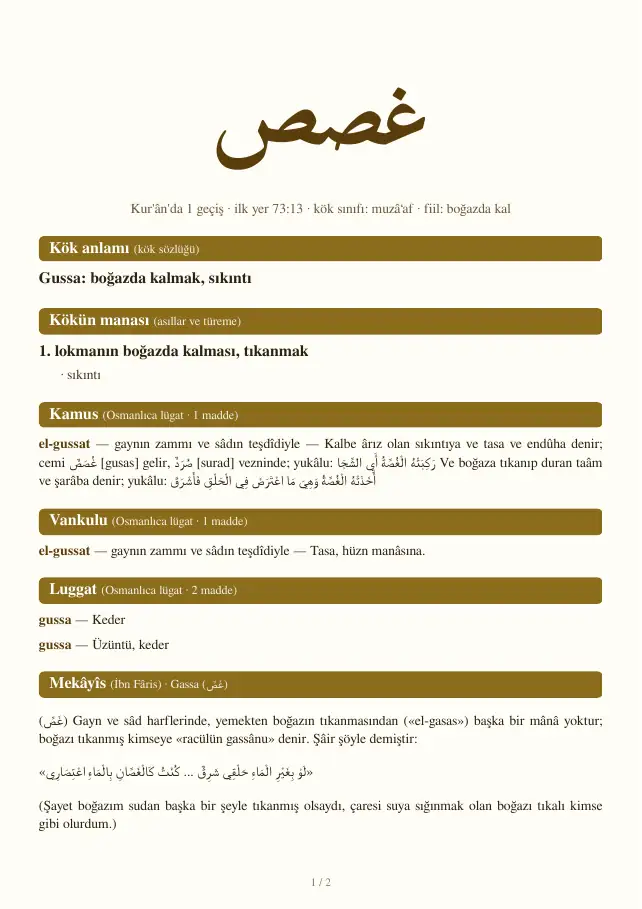 غصص
Kur'ân'da 1 geçiş · ilk yer 73:13 · kök sınıfı: muzâ'af · fiil: boğazda kal
Kök anlamı (kök sözlüğü)
Gussa: boğazda kalmak, sıkıntı
Kökün manası (asıllar ve türeme)
1. lokmanın boğazda kalması, tıkanmak
· sıkıntı
Kamus (Osmanlıca lügat · 1 madde)
el-gussat — gaynın zammı ve sâdın teşdîdiyle — Kalbe ârız olan sıkıntıya ve tasa ve endûha denir;
cemi غُصَصٌ [gusas] gelir, صُرَدٌ [surad] vezninde; yukâlu: رَكِبَتْهُ الْغُصَّةُ أَيِ الشَّجَا Ve boğaza tıkanıp duran taâm
ve şarâba denir; yukâlu: أَخَذَتْهُ الْغُصَّةُ وَهِيَ مَا اعْتَرَضَ فِي الْحَلْقِ فَأَشْرَقَ
Vankulu (Osmanlıca lügat · 1 madde)
el-gussat — gaynın zammı ve sâdın teşdîdiyle — Tasa, hüzn manâsına.
Luggat (Osmanlıca lügat · 2 madde)
gussa — Keder
gussa — Üzüntü, keder
Mekâyîs (İbn Fâris) · Gassa (غَصَّ)
(غَصَّ) Gayn ve sâd harflerinde, yemekten boğazın tıkanmasından («el-gasas») başka bir mânâ yoktur;
boğazı tıkanmış kimseye «racülün gassânu» denir. Şâir şöyle demiştir:
«لَوْ بِغَيْرِ الْمَاءِ حَلْقِي شَرِقٌ ... كُنْتُ كَالْغَصَّانِ بِالْمَاءِ اعْتِصَارِي»
(Şayet boğazım sudan başka bir şeyle tıkanmış olsaydı, çaresi suya sığınmak olan boğazı tıkalı kimse
gibi olurdum.)
1 / 2